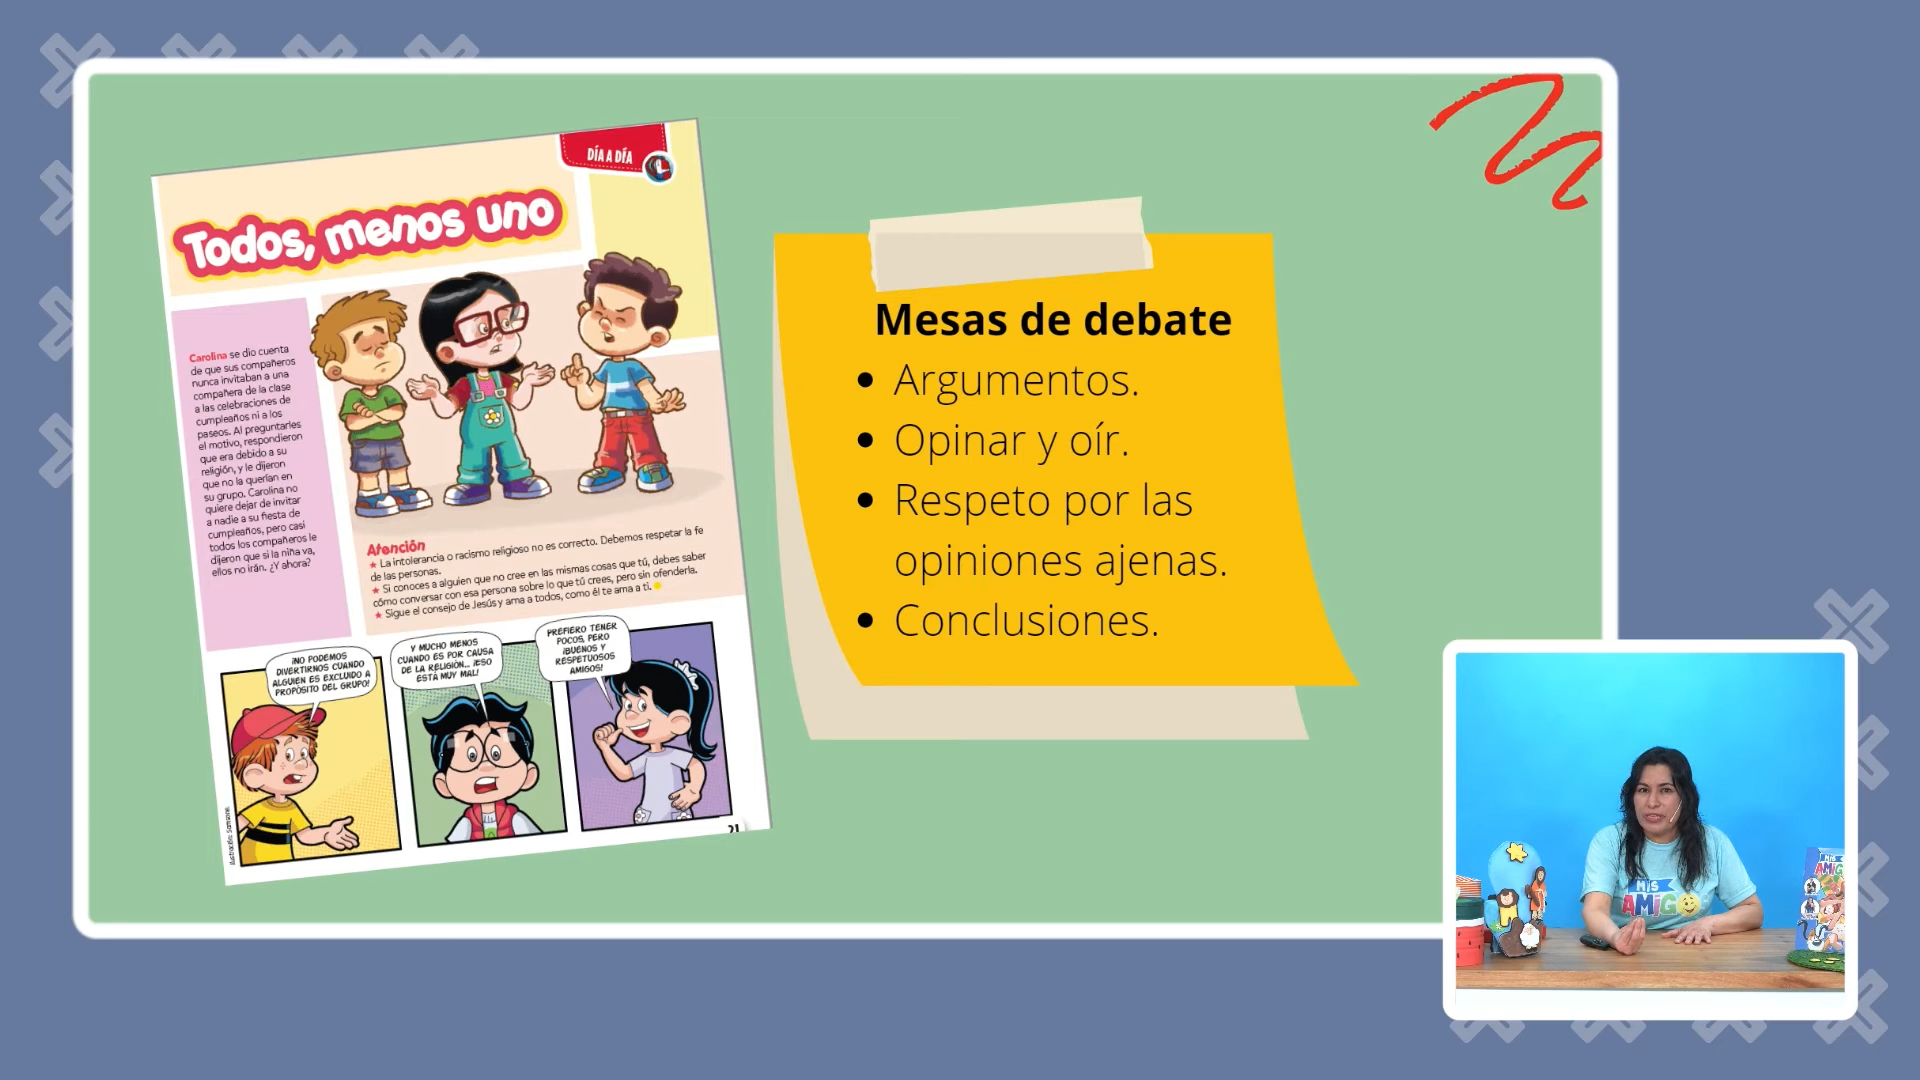 DÍA A DÍA
Todos, menos uno
Carolina se dio cuenta
de que sus compañeros
nunca invitaban a una
compañera de la clase
a las celebraciones de
cumpleaños ni a los
paseos. Al preguntarles
el motivo, respondieron
que era debido a su
religión, y le dijeron
que no la querían en
su grupo. Carolina no
quiere dejar de invitar
a nadie a su fiesta de
cumpleaños, pero casi
todos los compañeros le
dijeron que si la niña va,
ellos no irán. ¿Y ahora?
Atención
★ La intolerancia o racismo religioso no es correcto. Debemos respetar la fe
de las personas.
★ Si conoces a alguien que no cree en las mismas cosas que tú, debes saber
cómo conversar con esa persona sobre lo que tú crees, pero sin ofenderla.
★ Sigue el consejo de Jesús y ama a todos, como él te ama a ti.
¡NO PODEMOS
DIVERTIRNOS CUANDO
ALGUIEN ES EXCLUIDO A
PROPÓSITO DEL GRUPO!
Y MUCHO MENOS
CUANDO ES POR CAUSA
DE LA RELIGIÓN... ¡ESO
ESTÁ MUY MAL!
PREFIERO TENER
POCOS, PERO
¡BUENOS Y
RESPETUOSOS
AMIGOS!
Ilustración: Samsone
21
Mesas de debate
• Argumentos.
• Opinar y oír.
• Respeto por las
opiniones ajenas.
• Conclusiones.
MIS
AMIG
MIS
AMIG